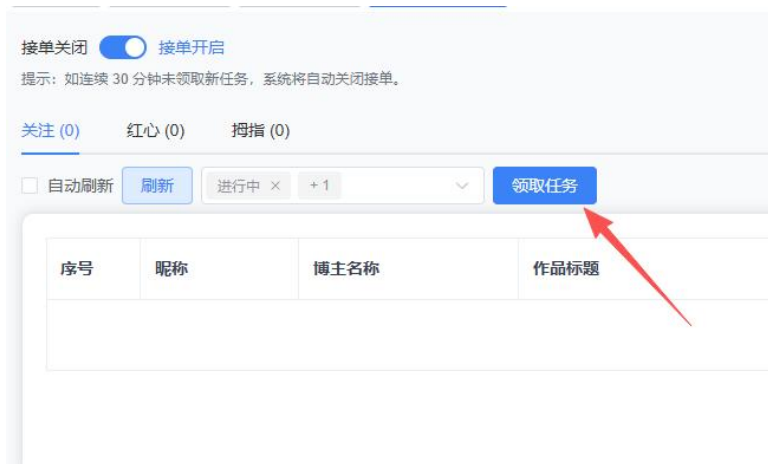 接单关闭 接单开启
提示：如连续 30 分钟未领取新任务，系统将自动关闭接单。
关注 (0) 红心 (0) 拇指 (0)
自动刷新 刷新 进行中 × + 1 领取任务
序号 昵称 博主名称 作品标题